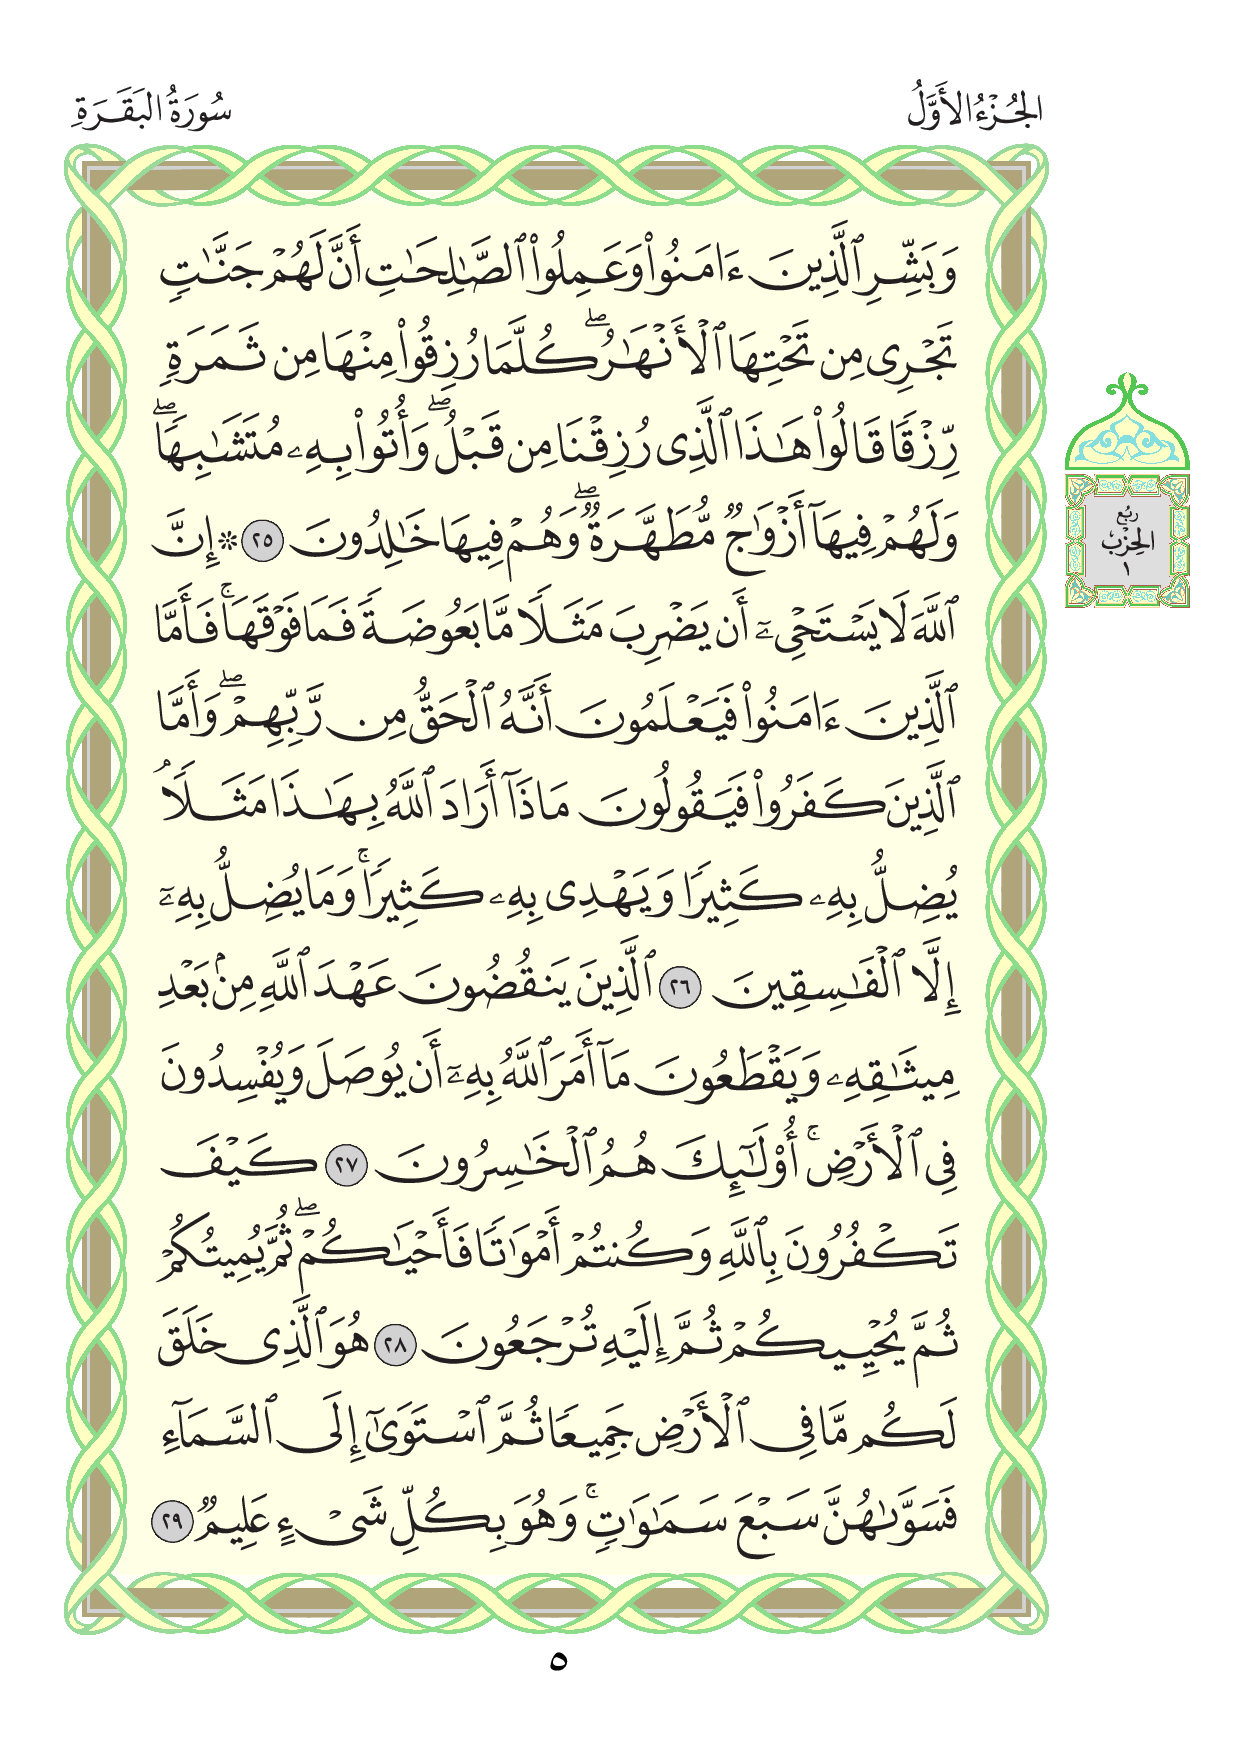 الجُزْءُ الأَوَّلُ
سُورَةُ البَقَرَةِ
وَبَشِّرِ ٱلَّذِينَ ءَامَنُوا۟ وَعَمِلُوا۟ ٱلصَّٰلِحَٰتِ أَنَّ لَهُمْ جَنَّٰتٍۢ
تَجْرِى مِن تَحْتِهَا ٱلْأَنْهَٰرُ ۖ كُلَّمَا رُزِقُوا۟ مِنْهَا مِن ثَمَرَةٍۢ
رِّزْقًۭا قَالُوا۟ هَٰذَا ٱلَّذِى رُزِقْنَا مِن قَبْلُ ۖ وَأُتُوا۟ بِهِۦ مُتَشَٰبِهًۭا ۖ
وَلَهُمْ فِيهَآ أَزْوَٰجٌۭ مُّطَهَّرَةٌۭ ۖ وَهُمْ فِيهَا خَٰلِدُونَ ٢٥ ۞ إِنَّ
ٱللَّهَ لَا يَسْتَحْىِۦٓ أَن يَضْرِبَ مَثَلًۭا مَّا بَعُوضَةًۭ فَمَا فَوْقَهَا ۚ فَأَمَّا
ٱلَّذِينَ ءَامَنُوا۟ فَيَعْلَمُونَ أَنَّهُ ٱلْحَقُّ مِن رَّبِّهِمْ ۖ وَأَمَّا
ٱلَّذِينَ كَفَرُوا۟ فَيَقُولُونَ مَاذَآ أَرَادَ ٱللَّهُ بِهَٰذَا مَثَلًۭا ۘ
يُضِلُّ بِهِۦ كَثِيرًۭا وَيَهْدِى بِهِۦ كَثِيرًۭا ۚ وَمَا يُضِلُّ بِهِۦٓ
إِلَّا ٱلْفَٰسِقِينَ ٢٦ ٱلَّذِينَ يَنقُضُونَ عَهْدَ ٱللَّهِ مِنۢ بَعْدِ
مِيثَٰقِهِۦ وَيَقْطَعُونَ مَآ أَمَرَ ٱللَّهُ بِهِۦٓ أَن يُوصَلَ وَيُفْسِدُونَ
فِى ٱلْأَرْضِ ۚ أُو۟لَٰٓئِكَ هُمُ ٱلْخَٰسِرُونَ ٢٧ كَيْفَ
تَكْفُرُونَ بِٱللَّهِ وَكُنتُمْ أَمْوَٰتًۭا فَأَحْيَٰكُمْ ۖ ثُمَّ يُمِيتُكُمْ
ثُمَّ يُحْيِيكُمْ ثُمَّ إِلَيْهِ تُرْجَعُونَ ٢٨ هُوَ ٱلَّذِى خَلَقَ
لَكُم مَّا فِى ٱلْأَرْضِ جَمِيعًۭا ثُمَّ ٱسْتَوَىٰٓ إِلَى ٱلسَّمَآءِ
فَسَوَّىٰهُنَّ سَبْعَ سَمَٰوَٰتٍۢ ۚ وَهُوَ بِكُلِّ شَىْءٍ عَلِيمٌۭ ٢٩
رُبْع
الحِزْب
١
٥